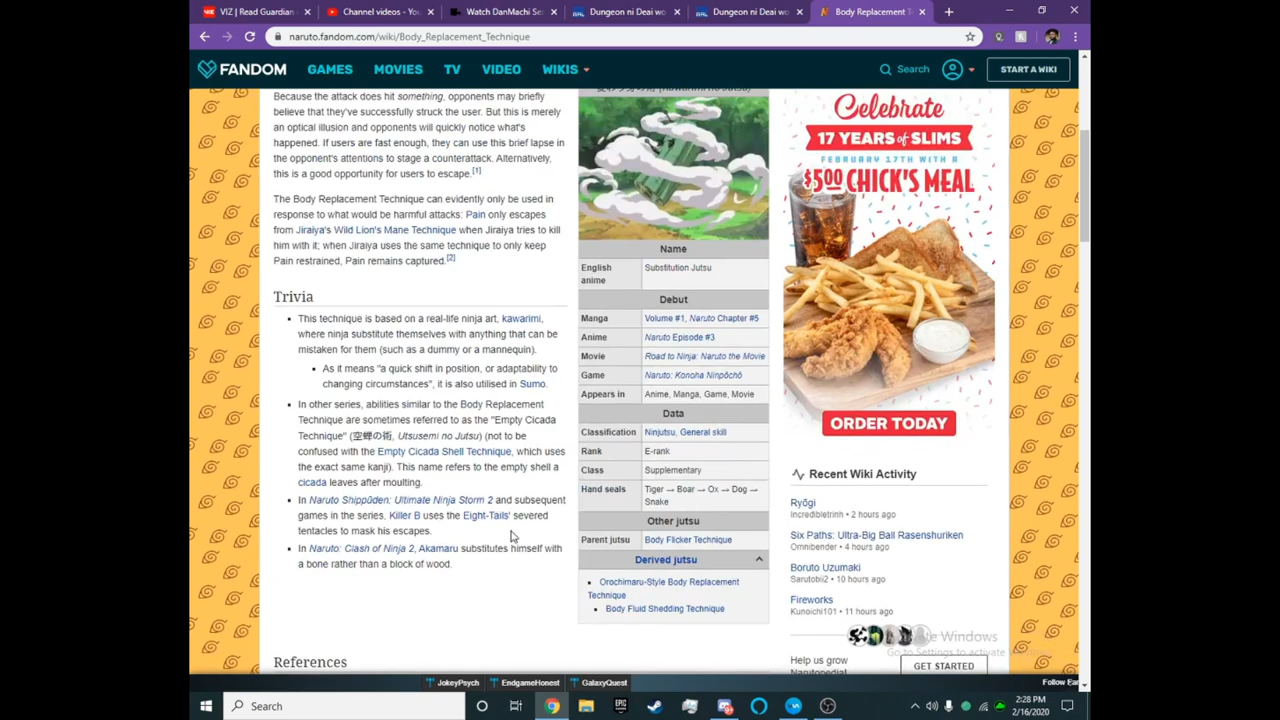 VIZ | Read Guardian
Channel videos - Yo
Watch DanMachi Se
Dungeon ni Deai wo
Dungeon ni Deai wo
Body Replacement T
naruto.fandom.com/wiki/Body_Replacement_Technique
FANDOM
GAMES
MOVIES
TV
VIDEO
WIKIS
Search
START A WIKI
Because the attack does hit something, opponents may briefly
believe that they've successfully struck the user. But this is merely
an optical illusion and opponents will quickly notice what's
happened. If users are fast enough, they can use this brief lapse
in the opponent's attentions to stage a counterattack. Alternatively,
this is a good opportunity for users to escape.[1]
The Body Replacement Technique can evidently only be used in
response to what would be harmful attacks: Pain only escapes
from Jiraiya's Wild Lion's Mane Technique when Jiraiya tries to kill
him with it; when Jiraiya uses the same technique to only keep
Pain restrained, Pain remains captured.[2]
Trivia
This technique is based on a real-life ninja art, kawarimi,
where ninja substitute themselves with anything that can be
mistaken for them (such as a dummy or a mannequin).
As it means "a quick shift in position, or adaptability to
changing circumstances", it is also utilised in Sumo.
In other series, abilities similar to the Body Replacement
Technique are sometimes referred to as the "Empty Cicada
Technique" (空蝉の術, Utsusemi no Jutsu) (not to be
confused with the Empty Cicada Shell Technique, which uses
the exact same kanji). This name refers to the empty shell a
cicada leaves after moulting.
In Naruto Shippūden: Ultimate Ninja Storm 2 and subsequent
games in the series, Killer B uses the Eight-Tails' severed
tentacles to mask his escapes.
In Naruto: Clash of Ninja 2, Akamaru substitutes himself with
a bone rather than a block of wood.
References
Name
English anime Substitution Jutsu
Debut
Manga Volume #1, Naruto Chapter #5
Anime Naruto Episode #3
Movie Road to Ninja: Naruto the Movie
Game Naruto: Konoha Ninpōchō
Appears in Anime, Manga, Game, Movie
Data
Classification Ninjutsu, General skill
Rank E-rank
Class Supplementary
Hand seals Tiger → Boar → Ox → Dog →
Snake
Other jutsu
Parent jutsu Body Flicker Technique
Derived jutsu
Orochimaru-Style Body Replacement
Technique
Body Fluid Shedding Technique
Celebrate
17 YEARS of SLIMS
FEBRUARY 17TH WITH A
$5.00 CHICK'S MEAL
ORDER TODAY
Recent Wiki Activity
Ryōgi
Incredibletrinh • 2 hours ago
Six Paths: Ultra-Big Ball Rasenshuriken
Omnibender • 4 hours ago
Boruto Uzumaki
Sarutobii2 • 10 hours ago
Fireworks
Kunoichi101 • 11 hours ago
Activate Windows
Go to Settings to activate Windows
Help us grow
GET STARTED
JokeyPsych
EndgameHonest
GalaxyQuest
Follow Fan
Search
EPIC
2:28 PM
2/16/2020